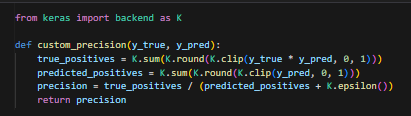 from keras import backend as K
def custom_precision(y_true, y_pred):
    true_positives = K.sum(K.round(K.clip(y_true * y_pred, 0, 1)))
    predicted_positives = K.sum(K.round(K.clip(y_pred, 0, 1)))
    precision = true_positives / (predicted_positives + K.epsilon())
    return precision